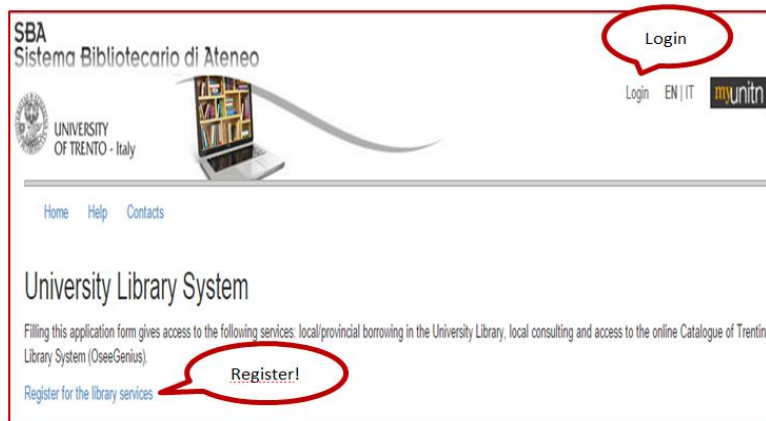 SBA
Sistema Bibliotecario di Ateneo
Login
Login EN | IT myunitn
UNIVERSITY
OF TRENTO - Italy
Home Help Contacts
University Library System
Filling this application form gives access to the following services: local/provincial borrowing in the University Library, local consulting and access to the online Catalogue of Trentin
Library System (OseeGenius).
Register!
Register for the library services